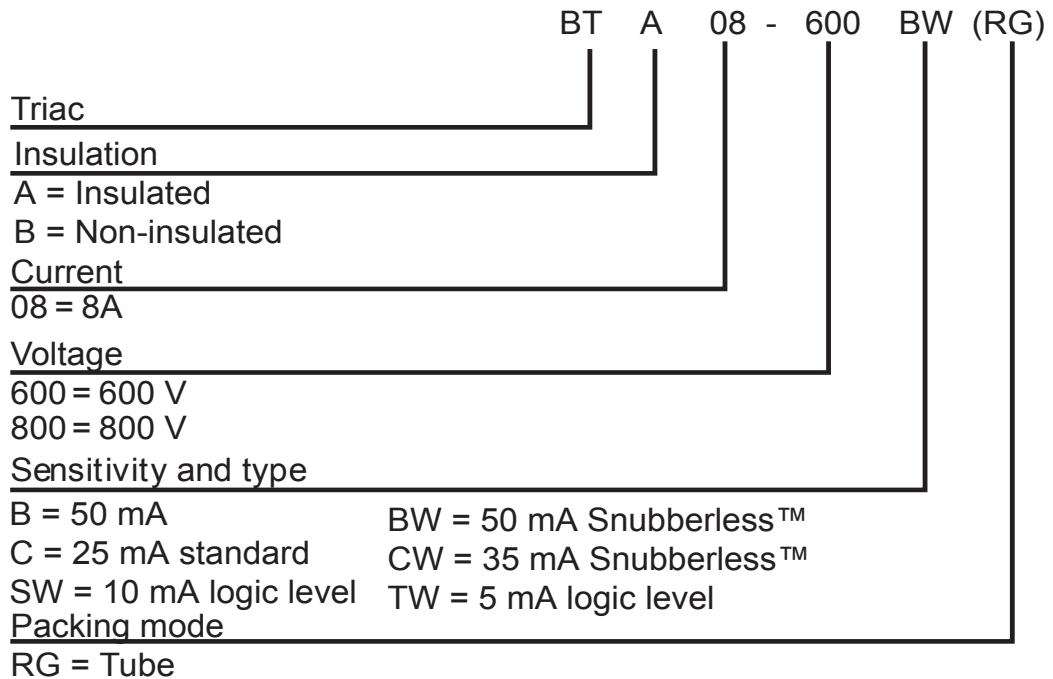 BT A 08 - 600 BW (RG)
Triac
Insulation
A = Insulated
B = Non-insulated
Current
08 = 8A
Voltage
600 = 600 V
800 = 800 V
Sensitivity and type
B = 50 mA BW = 50 mA Snubberless™
C = 25 mA standard CW = 35 mA Snubberless™
SW = 10 mA logic level TW = 5 mA logic level
Packing mode
RG = Tube